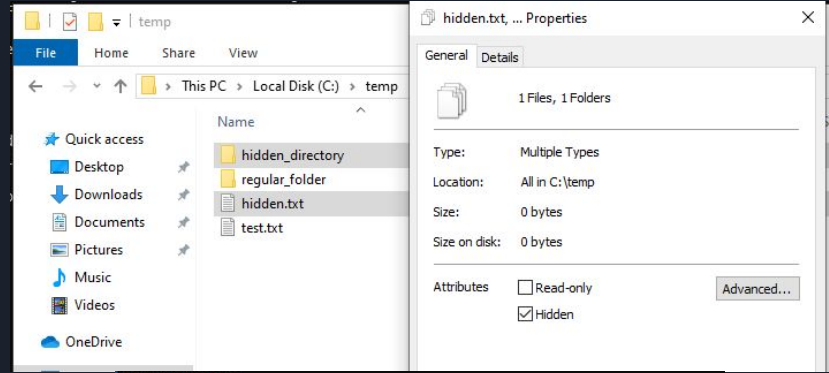 temp
File Home Share View
This PC > Local Disk (C:) > temp
Name
Quick access
Desktop
Downloads
Documents
Pictures
Music
Videos
OneDrive
hidden_directory
regular_folder
hidden.txt
test.txt
hidden.txt, ... Properties
General Details
1 Files, 1 Folders
Type: Multiple Types
Location: All in C:\temp
Size: 0 bytes
Size on disk: 0 bytes
Attributes Read-only Advanced...
Hidden